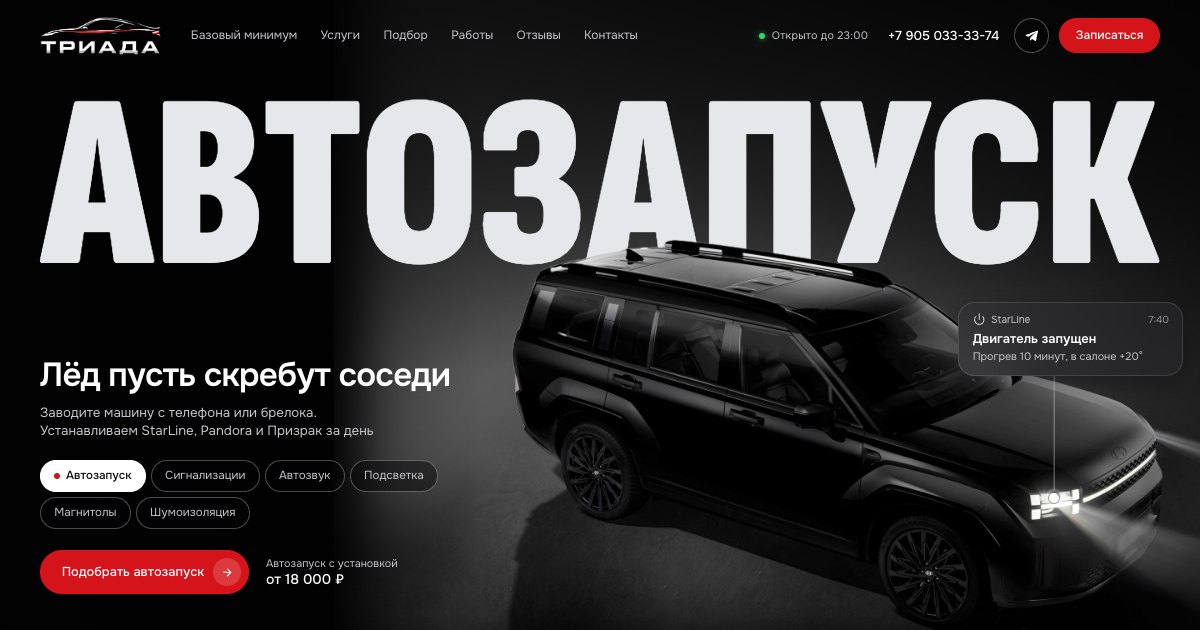 ТРИАДА
Базовый минимум
Услуги
Подбор
Работы
Отзывы
Контакты
Открыто до 23:00
+7 905 033-33-74
Записаться
АВТОЗАПУСК
StarLine
7:40
Двигатель запущен
Прогрев 10 минут, в салоне +20°
Лёд пусть скребут соседи
Заводите машину с телефона или брелока.
Устанавливаем StarLine, Pandora и Призрак за день
Автозапуск
Сигнализации
Автозвук
Подсветка
Магнитолы
Шумоизоляция
Подобрать автозапуск
Автозапуск с установкой
от 18 000 ₽